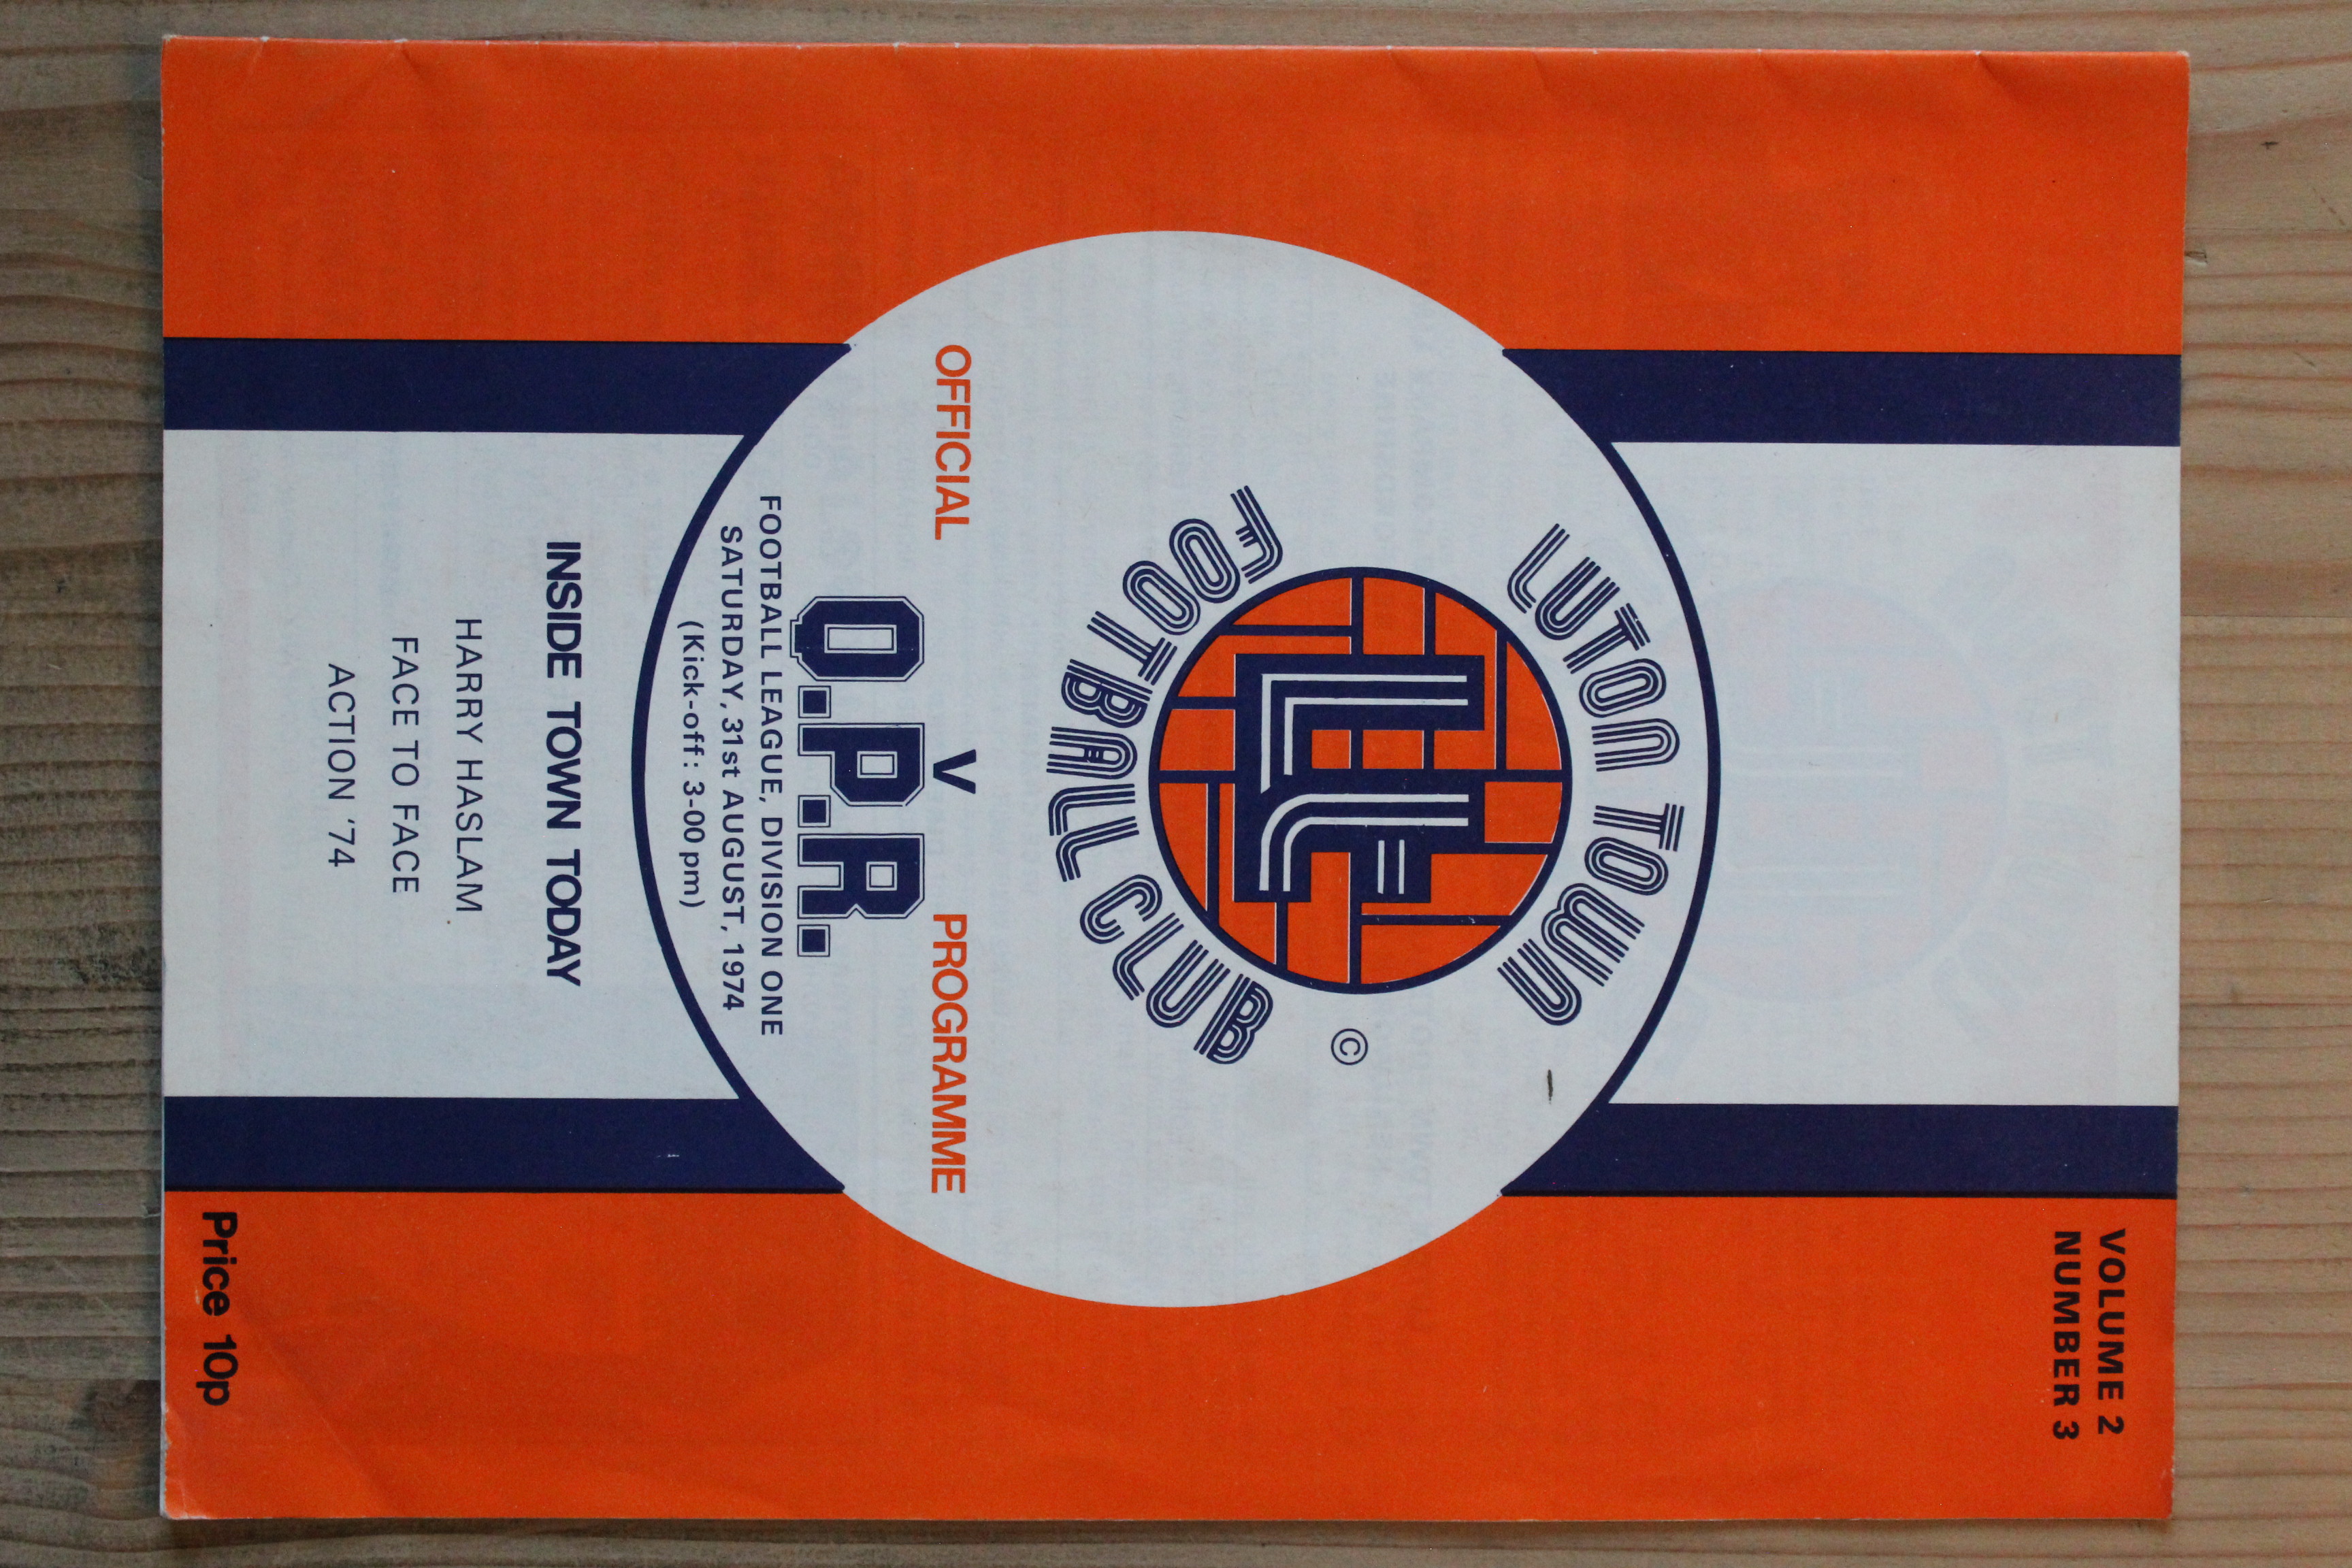 VOLUME 2
NUMBER 3
LUTON TOWN
LT
©
FOOTBALL CLUB
OFFICIAL V PROGRAMME
Q.P.R.
FOOTBALL LEAGUE, DIVISION ONE
SATURDAY, 31st AUGUST, 1974
(Kick-off: 3-00 pm)
INSIDE TOWN TODAY
HARRY HASLAM
FACE TO FACE
ACTION '74
Price 10p